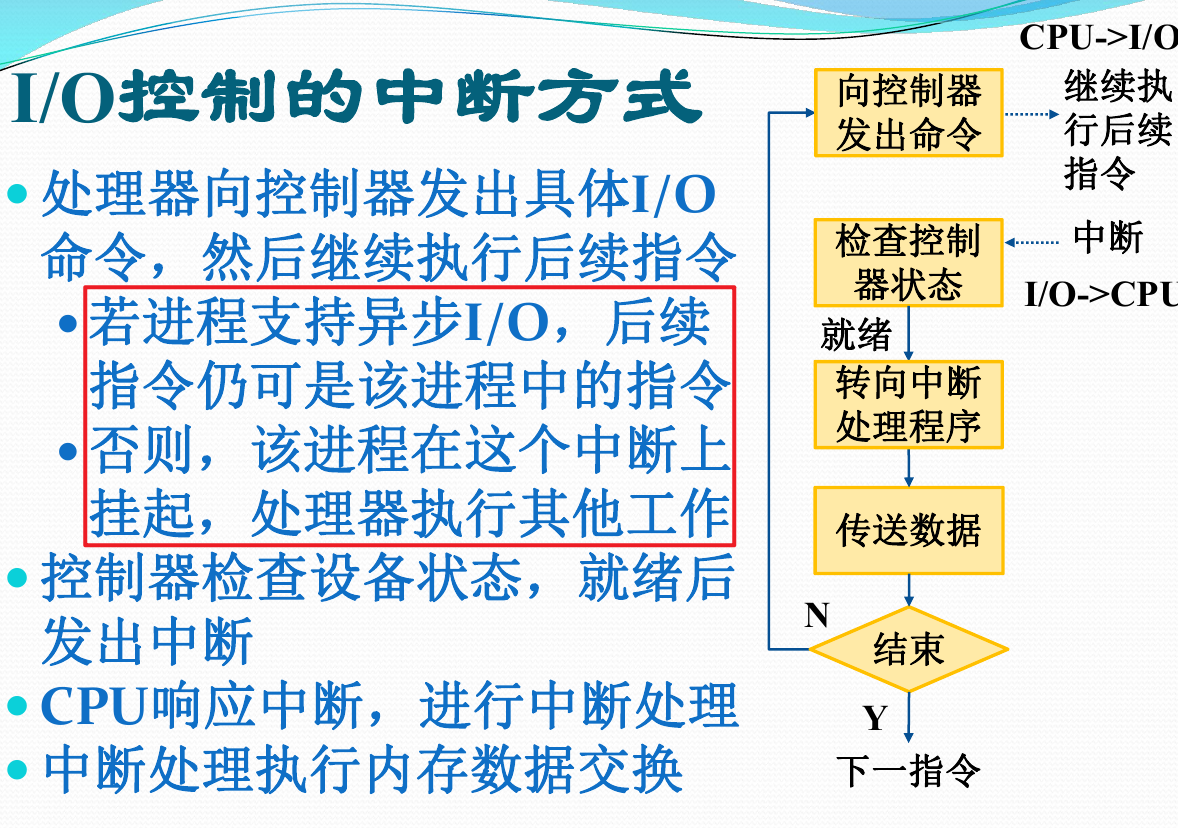 I/O控制的中断方式
处理器向控制器发出具体I/O
命令，然后继续执行后续指令
若进程支持异步I/O，后续
指令仍可是该进程中的指令
否则，该进程在这个中断上
挂起，处理器执行其他工作
控制器检查设备状态，就绪后
发出中断
CPU响应中断，进行中断处理
中断处理执行内存数据交换
CPU->I/O
向控制器
发出命令
继续执
行后续
指令
检查控制
器状态
中断
I/O->CPU
就绪
转向中断
处理程序
传送数据
N
结束
Y
下一指令